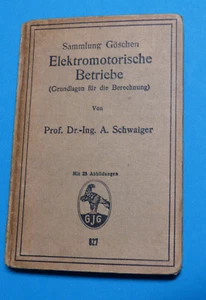 Sammlung Göschen
Elektromotorische
Betriebe
(Grundlagen für die Berechnung)
Von
Prof. Dr.-Ing. A. Schwaiger
Mit 25 Abbildungen
GJG
827